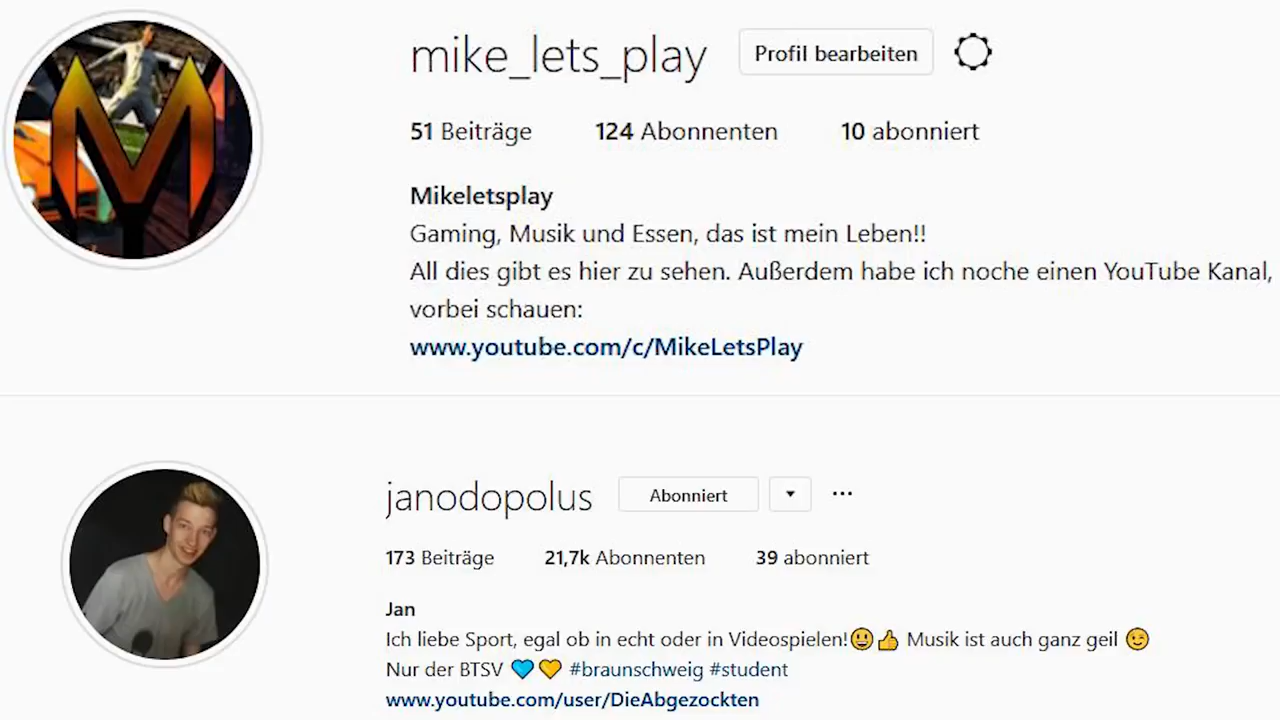 mike_lets_play Profil bearbeiten
51 Beiträge 124 Abonnenten 10 abonniert
Mikeletsplay
Gaming, Musik und Essen, das ist mein Leben!!
All dies gibt es hier zu sehen. Außerdem habe ich noche einen YouTube Kanal,
vorbei schauen:
www.youtube.com/c/MikeLetsPlay
janodopolus Abonniert ...
173 Beiträge 21,7k Abonnenten 39 abonniert
Jan
Ich liebe Sport, egal ob in echt oder in Videospielen!😃👍 Musik ist auch ganz geil 😉
Nur der BTSV 💙💛 #braunschweig #student
www.youtube.com/user/DieAbgezockten